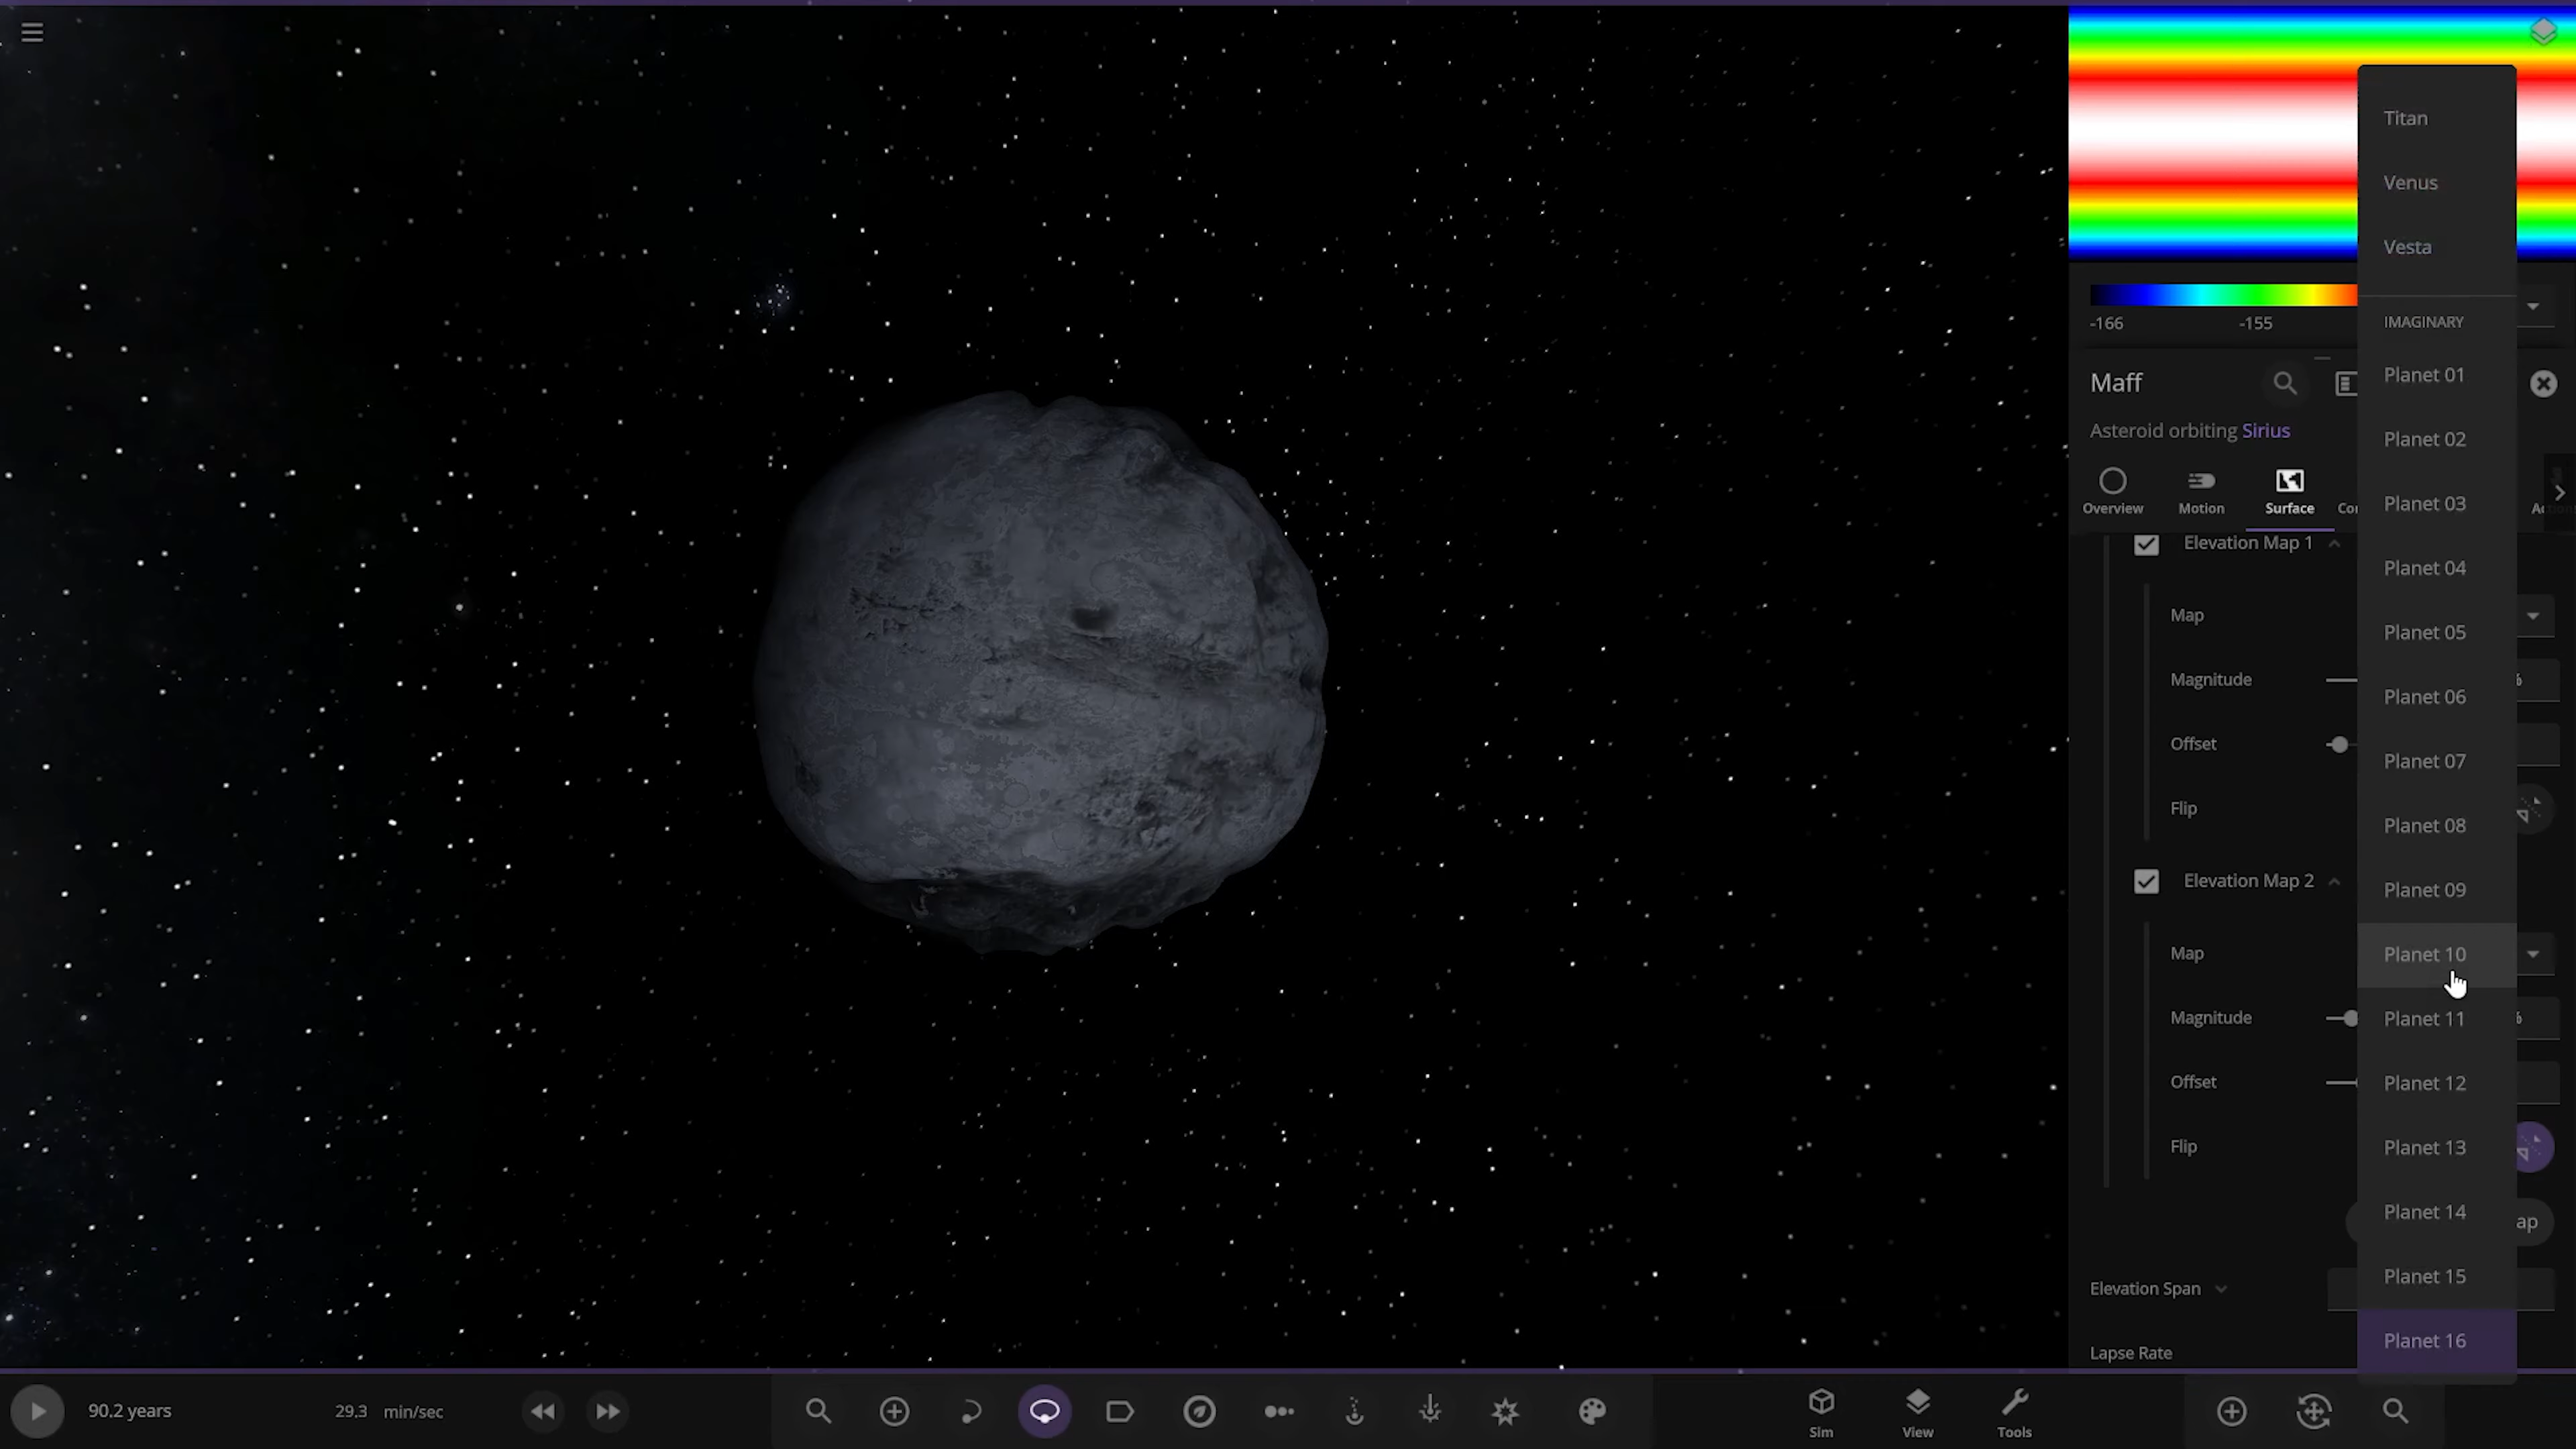 Titan
Venus
Vesta
IMAGINARY
Planet 01
Planet 02
Planet 03
Planet 04
Planet 05
Planet 06
Planet 07
Planet 08
Planet 09
Planet 10
Planet 11
Planet 12
Planet 13
Planet 14
Planet 15
Planet 16
-166 -155
Maff
Asteroid orbiting Sirius
Overview Motion Surface
Elevation Map 1
Map
Magnitude %
Offset
Flip
Elevation Map 2
Map
Magnitude %
Offset
Flip
ap
Elevation Span
Lapse Rate
90.2 years 29.3 min/sec
Sim View Tools